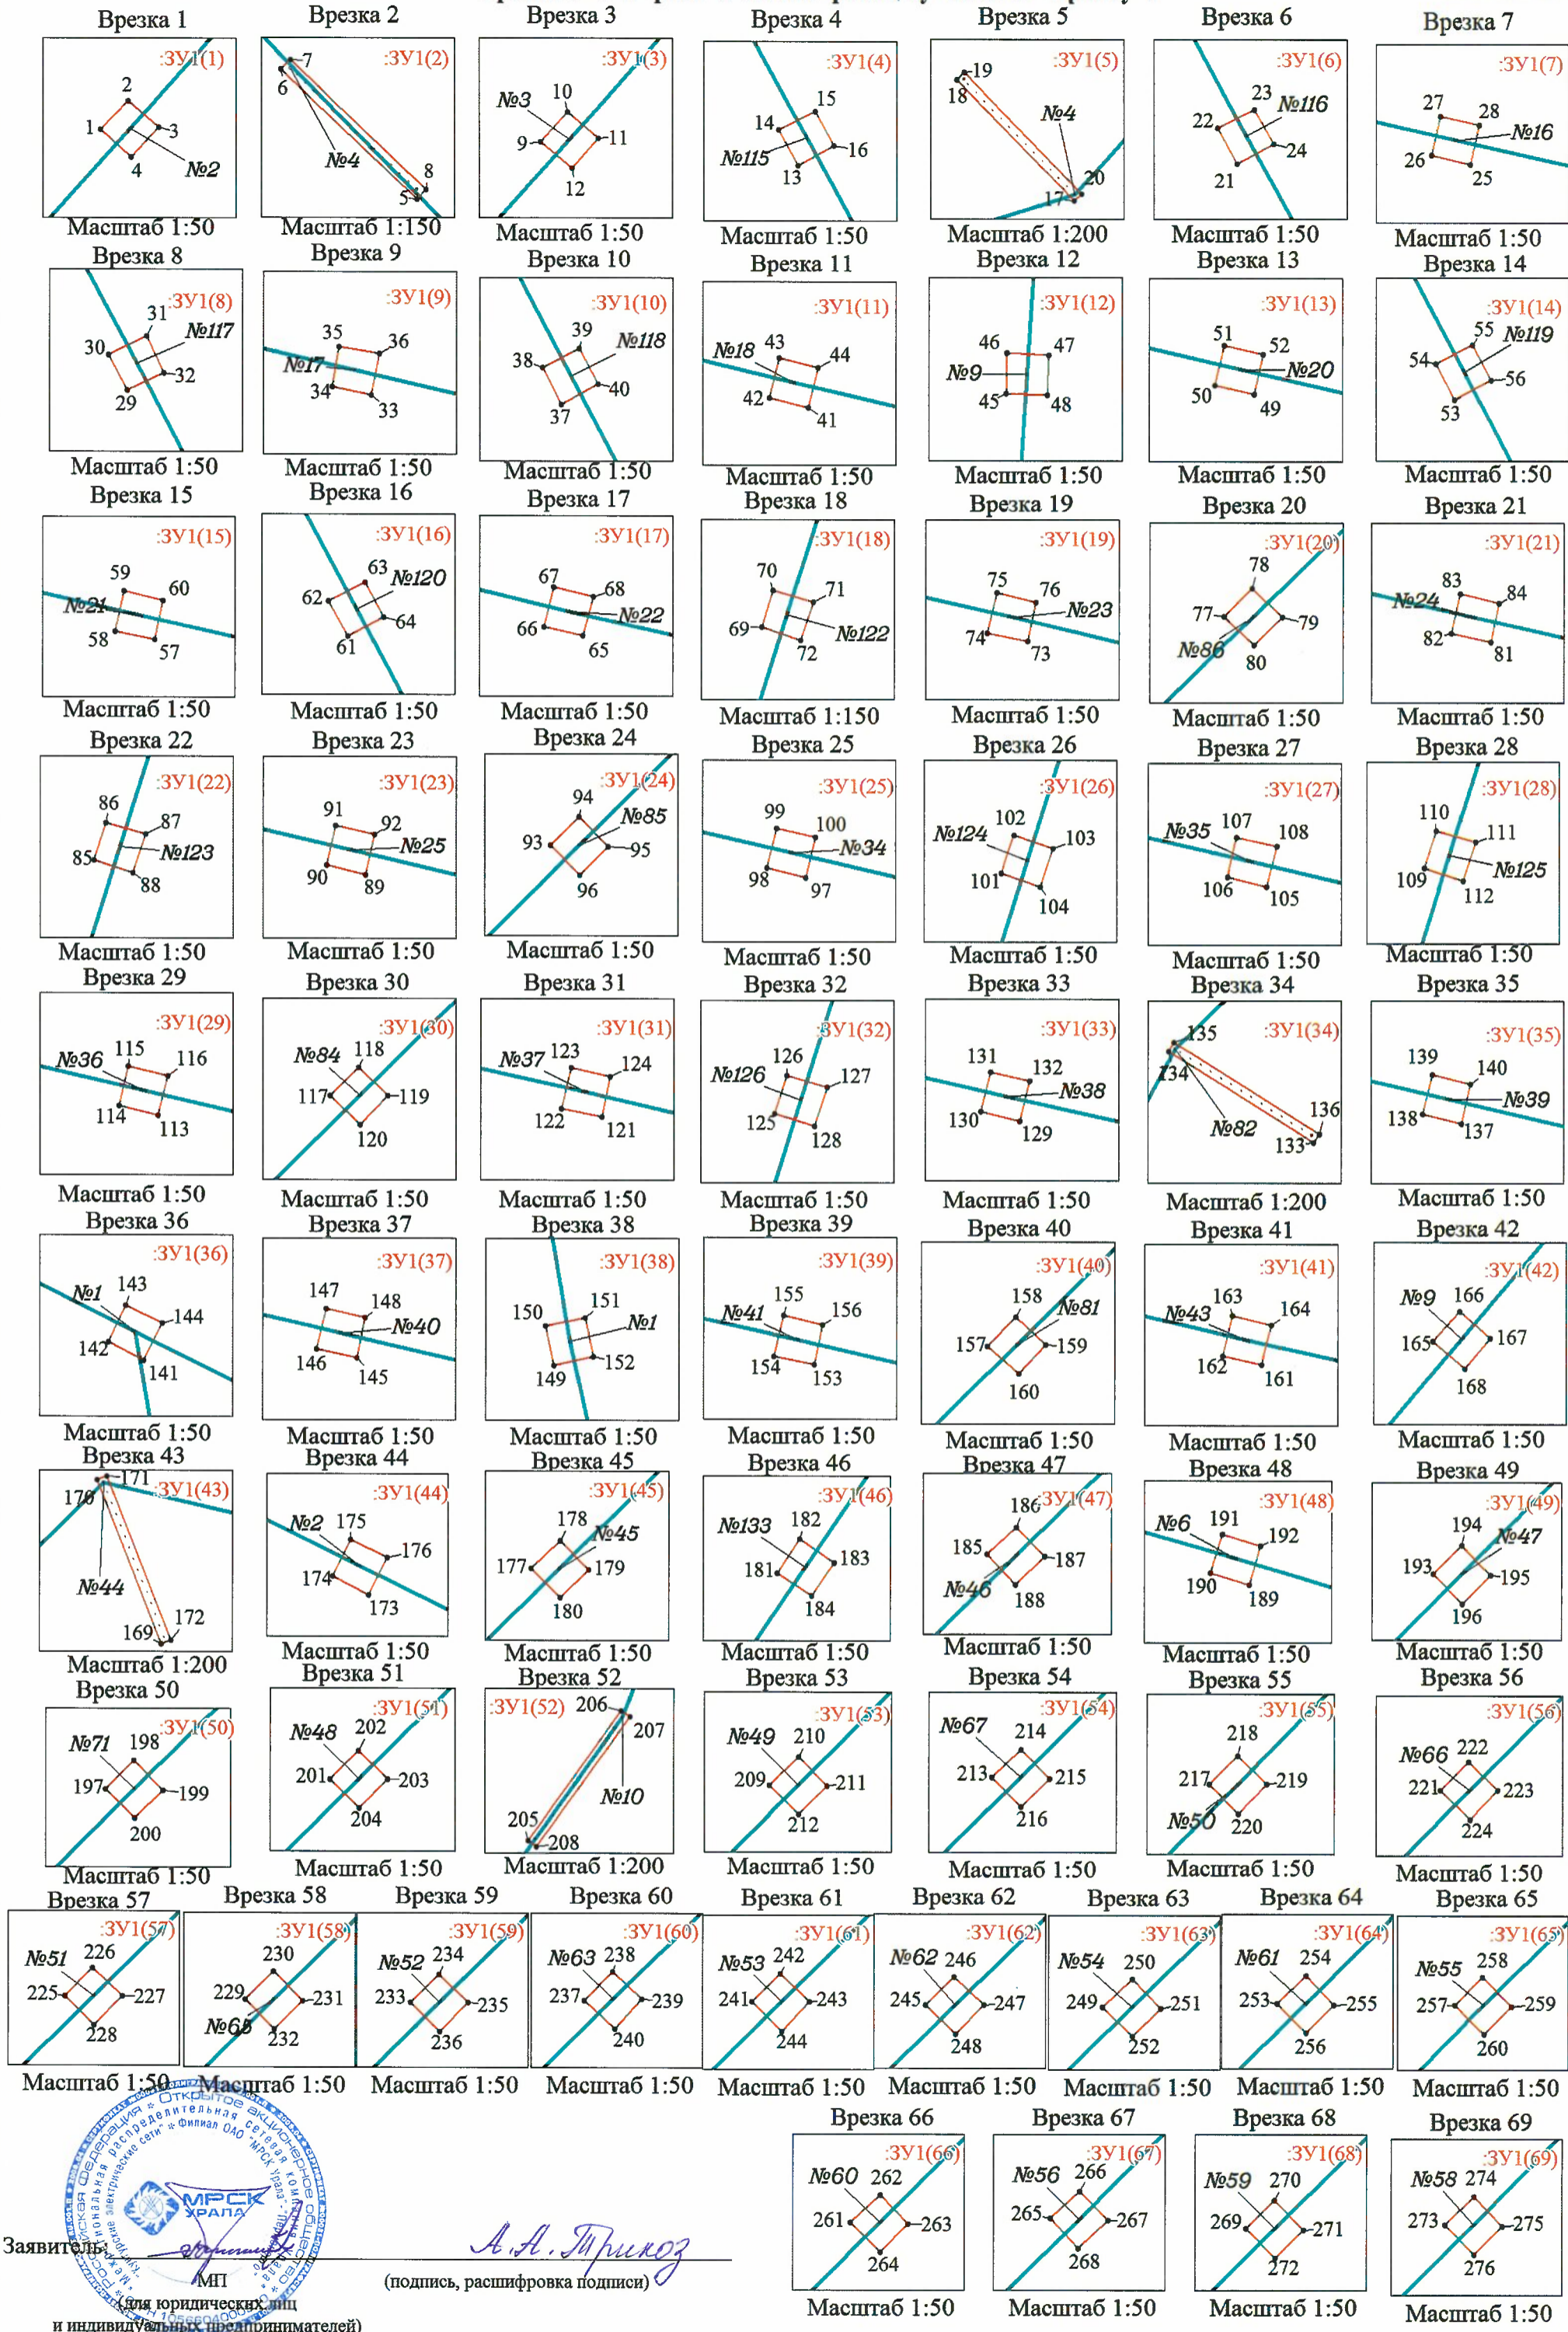 Врезка 1
:ЗУ1(1)
2
1
3
4
№2
Масштаб 1:50
Врезка 2
:ЗУ1(2)
7
6
№4
8
5
Масштаб 1:150
Врезка 3
:ЗУ1(3)
№3
10
9
11
12
Масштаб 1:50
Врезка 4
:ЗУ1(4)
15
14
№115
16
13
Масштаб 1:50
Врезка 5
:ЗУ1(5)
19
18
№4
20
17
Масштаб 1:200
Врезка 6
:ЗУ1(6)
23
№116
22
24
21
Масштаб 1:50
Врезка 7
:ЗУ1(7)
27
28
№16
26
25
Масштаб 1:50
Врезка 8
:ЗУ1(8)
31
№117
30
32
29
Масштаб 1:50
Врезка 9
:ЗУ1(9)
35
36
№17
34
33
Масштаб 1:50
Врезка 10
:ЗУ1(10)
39
№118
38
40
37
Масштаб 1:50
Врезка 11
:ЗУ1(11)
№18
43
44
42
41
Масштаб 1:50
Врезка 12
:ЗУ1(12)
46
47
№9
45
48
Масштаб 1:50
Врезка 13
:ЗУ1(13)
51
52
№20
50
49
Масштаб 1:50
Врезка 14
:ЗУ1(14)
55
№119
54
56
53
Масштаб 1:50
Врезка 15
:ЗУ1(15)
59
60
№21
58
57
Масштаб 1:50
Врезка 16
:ЗУ1(16)
63
№120
62
64
61
Масштаб 1:50
Врезка 17
:ЗУ1(17)
67
68
№22
66
65
Масштаб 1:50
Врезка 18
:ЗУ1(18)
70
71
69
№122
72
Масштаб 1:150
Врезка 19
:ЗУ1(19)
75
76
№23
74
73
Масштаб 1:50
Врезка 20
:ЗУ1(20)
78
77
79
№86
80
Масштаб 1:50
Врезка 21
:ЗУ1(21)
83
№24
84
82
81
Масштаб 1:50
Врезка 22
:ЗУ1(22)
86
87
№123
85
88
Масштаб 1:50
Врезка 23
:ЗУ1(23)
91
92
№25
90
89
Масштаб 1:50
Врезка 24
:ЗУ1(24)
94
№85
93
95
96
Масштаб 1:50
Врезка 25
:ЗУ1(25)
99
100
№34
98
97
Масштаб 1:50
Врезка 26
:ЗУ1(26)
102
№124
103
101
104
Масштаб 1:50
Врезка 27
:ЗУ1(27)
№35
107
108
106
105
Масштаб 1:50
Врезка 28
:ЗУ1(28)
110
111
№125
109
112
Масштаб 1:50
Врезка 29
:ЗУ1(29)
№36
115
116
114
113
Масштаб 1:50
Врезка 30
:ЗУ1(30)
№84
118
117
119
120
Масштаб 1:50
Врезка 31
:ЗУ1(31)
№37
123
124
122
121
Масштаб 1:50
Врезка 32
:ЗУ1(32)
126
№126
127
125
128
Масштаб 1:50
Врезка 33
:ЗУ1(33)
131
132
№38
130
129
Масштаб 1:50
Врезка 34
:ЗУ1(34)
135
134
№82
136
133
Масштаб 1:200
Врезка 35
:ЗУ1(35)
139
140
№39
138
137
Масштаб 1:50
Врезка 36
:ЗУ1(36)
№1
143
144
142
141
Масштаб 1:50
Врезка 37
:ЗУ1(37)
147
148
№40
146
145
Масштаб 1:50
Врезка 38
:ЗУ1(38)
150
151
№1
149
152
Масштаб 1:50
Врезка 39
:ЗУ1(39)
№41
155
156
154
153
Масштаб 1:50
Врезка 40
:ЗУ1(40)
158
№81
157
159
160
Масштаб 1:50
Врезка 41
:ЗУ1(41)
№43
163
164
162
161
Масштаб 1:50
Врезка 42
:ЗУ1(42)
№9
166
165
167
168
Масштаб 1:50
Врезка 43
:ЗУ1(43)
171
170
№44
169
172
Масштаб 1:200
Врезка 44
:ЗУ1(44)
№2
175
176
174
173
Масштаб 1:50
Врезка 45
:ЗУ1(45)
178
№45
177
179
180
Масштаб 1:50
Врезка 46
:ЗУ1(46)
№133
182
181
183
184
Масштаб 1:50
Врезка 47
:ЗУ1(47)
186
185
187
№46
188
Масштаб 1:50
Врезка 48
:ЗУ1(48)
№6
191
192
190
189
Масштаб 1:50
Врезка 49
:ЗУ1(49)
194
№47
193
195
196
Масштаб 1:50
Врезка 50
:ЗУ1(50)
№71
198
197
199
200
Масштаб 1:50
Врезка 51
:ЗУ1(51)
№48
202
201
203
204
Масштаб 1:50
Врезка 52
:ЗУ1(52)
206
207
№10
205
208
Масштаб 1:200
Врезка 53
:ЗУ1(53)
№49
210
209
211
212
Масштаб 1:50
Врезка 54
:ЗУ1(54)
№67
214
213
215
216
Масштаб 1:50
Врезка 55
:ЗУ1(55)
218
217
219
№50
220
Масштаб 1:50
Врезка 56
:ЗУ1(56)
№66
222
221
223
224
Масштаб 1:50
Врезка 57
:ЗУ1(57)
№51
226
225
227
228
Масштаб 1:50
Врезка 58
:ЗУ1(58)
230
229
231
№65
232
Масштаб 1:50
Врезка 59
:ЗУ1(59)
№52
234
233
235
236
Масштаб 1:50
Врезка 60
:ЗУ1(60)
№63
238
237
239
240
Масштаб 1:50
Врезка 61
:ЗУ1(61)
№53
242
241
243
244
Масштаб 1:50
Врезка 62
:ЗУ1(62)
№62
246
245
247
248
Масштаб 1:50
Врезка 63
:ЗУ1(63)
№54
250
249
251
252
Масштаб 1:50
Врезка 64
:ЗУ1(64)
№61
254
253
255
256
Масштаб 1:50
Врезка 65
:ЗУ1(65)
№55
258
257
259
260
Масштаб 1:50
Врезка 66
:ЗУ1(66)
№60
262
261
263
264
Масштаб 1:50
Врезка 67
:ЗУ1(67)
№56
266
265
267
268
Масштаб 1:50
Врезка 68
:ЗУ1(68)
№59
270
269
271
272
Масштаб 1:50
Врезка 69
:ЗУ1(69)
№58
274
273
275
276
Масштаб 1:50
Российская Федерация * Открытое акционерное общество
распределительная сетевая компания
электрические сети" * Филиал ОАО "МРСК Урала"
МРСК
УРАЛА
Заявитель:
А.А. Трикоз
МП
(подпись, расшифровка подписи)
(для юридических лиц
и индивидуальных предпринимателей)